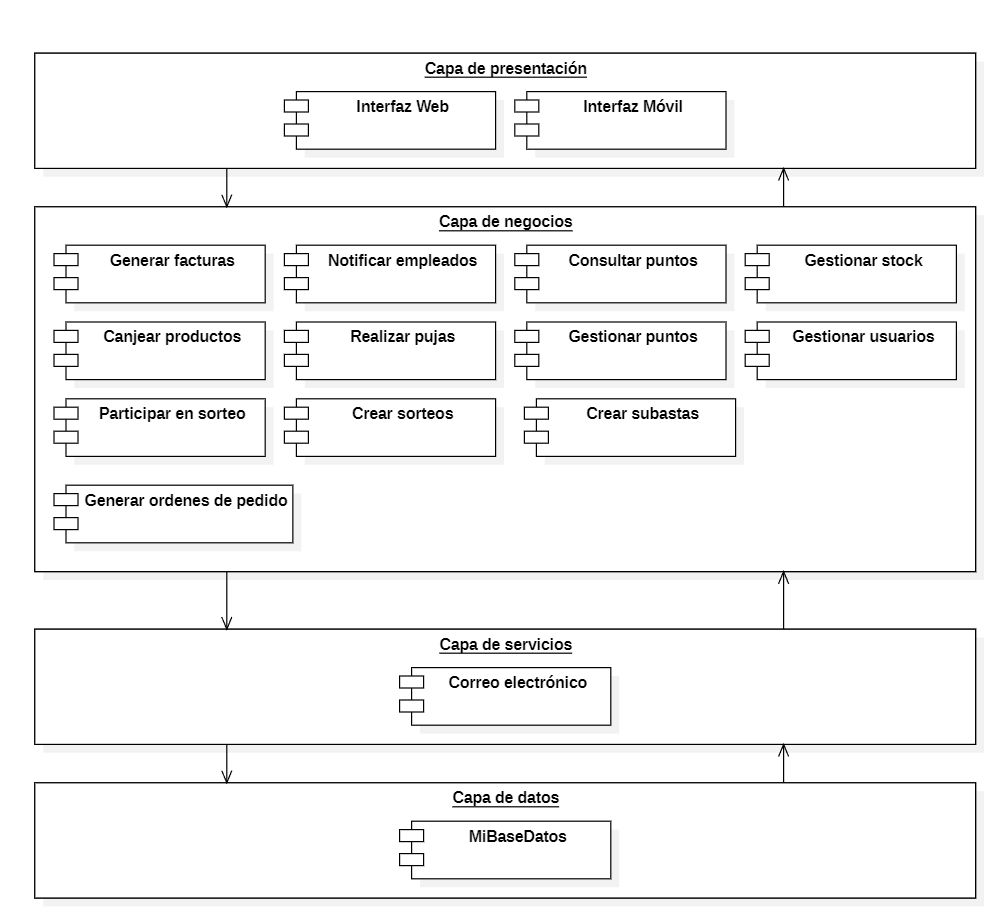 Capa de presentación
Interfaz Web
Interfaz Móvil
Capa de negocios
Generar facturas
Notificar empleados
Consultar puntos
Gestionar stock
Canjear productos
Realizar pujas
Gestionar puntos
Gestionar usuarios
Participar en sorteo
Crear sorteos
Crear subastas
Generar ordenes de pedido
Capa de servicios
Correo electrónico
Capa de datos
MiBaseDatos